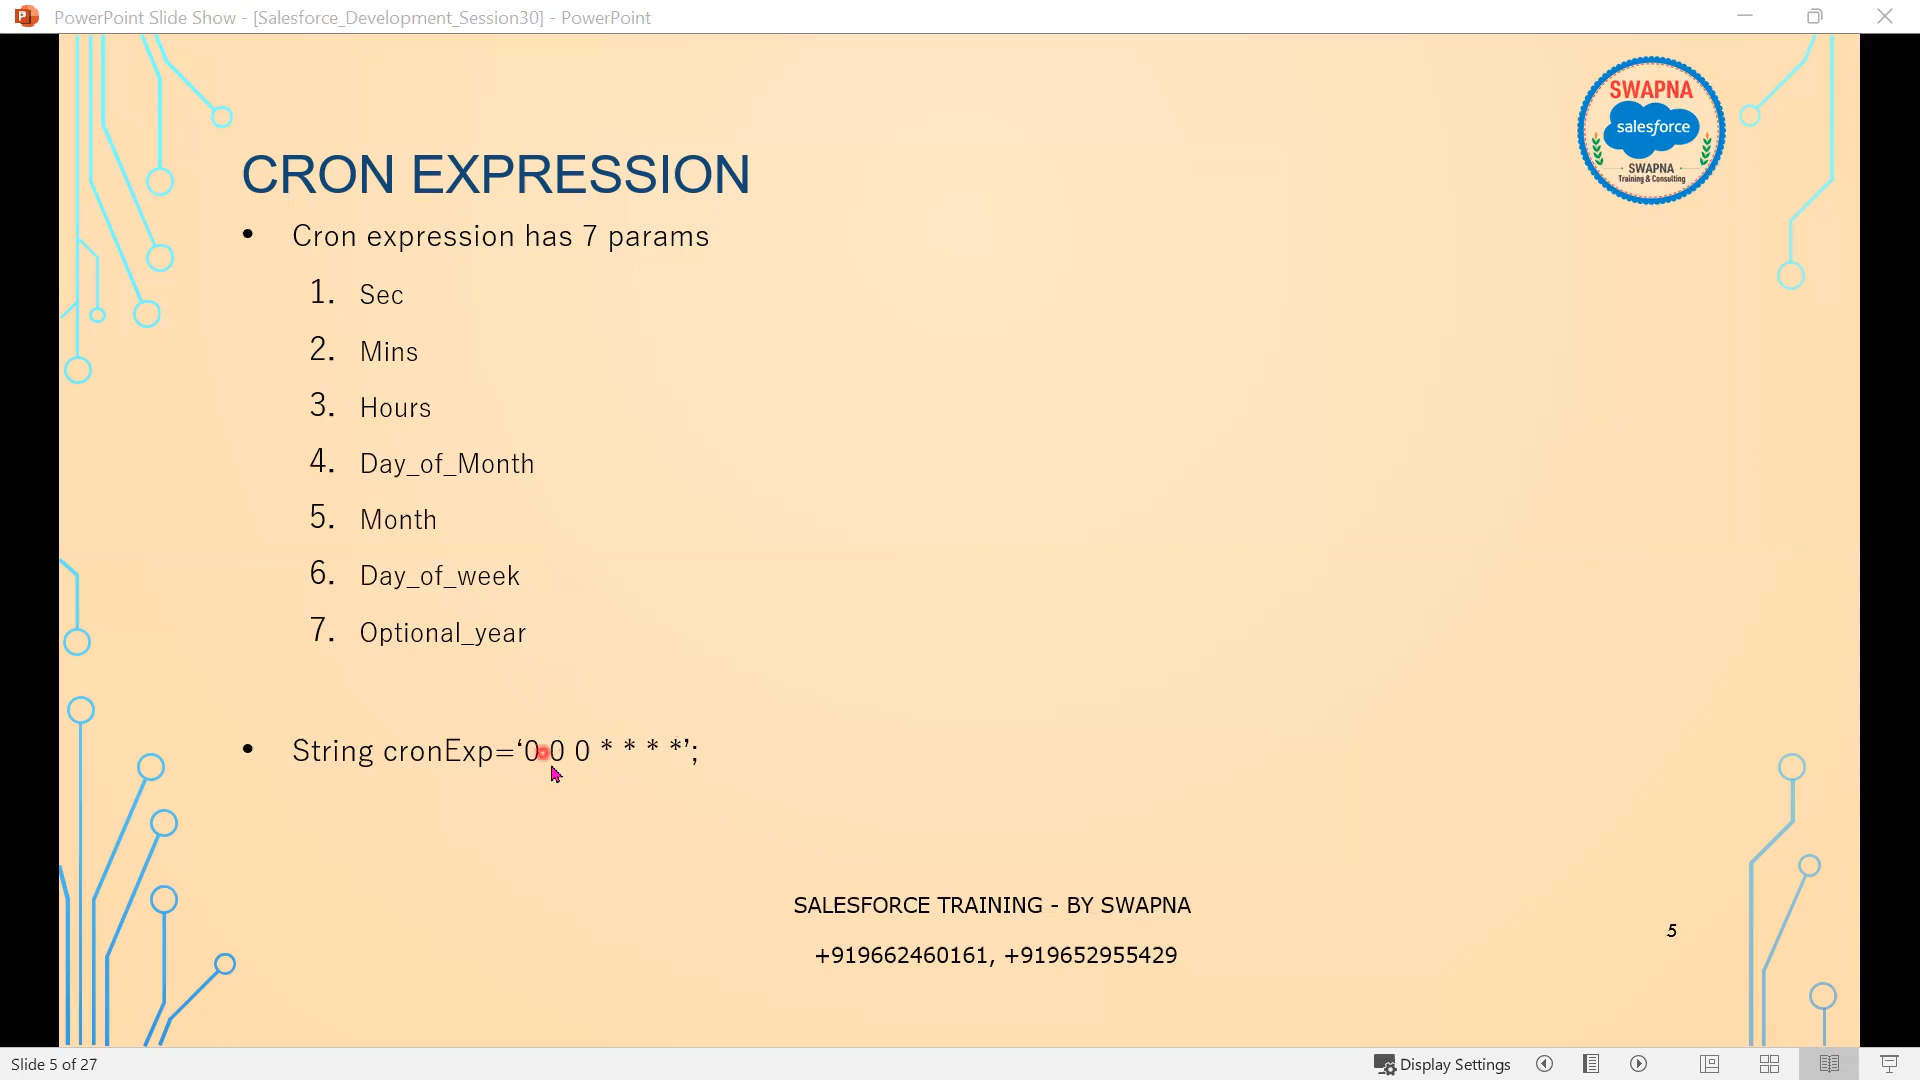 PowerPoint Slide Show - [Salesforce_Development_Session30] - PowerPoint
SWAPNA
salesforce
SWAPNA
Training & Consulting
CRON EXPRESSION
• Cron expression has 7 params
1. Sec
2. Mins
3. Hours
4. Day_of_Month
5. Month
6. Day_of_week
7. Optional_year
• String cronExp=‘0 0 0 * * * *’;
SALESFORCE TRAINING - BY SWAPNA
+919662460161, +919652955429
5
Slide 5 of 27
Display Settings